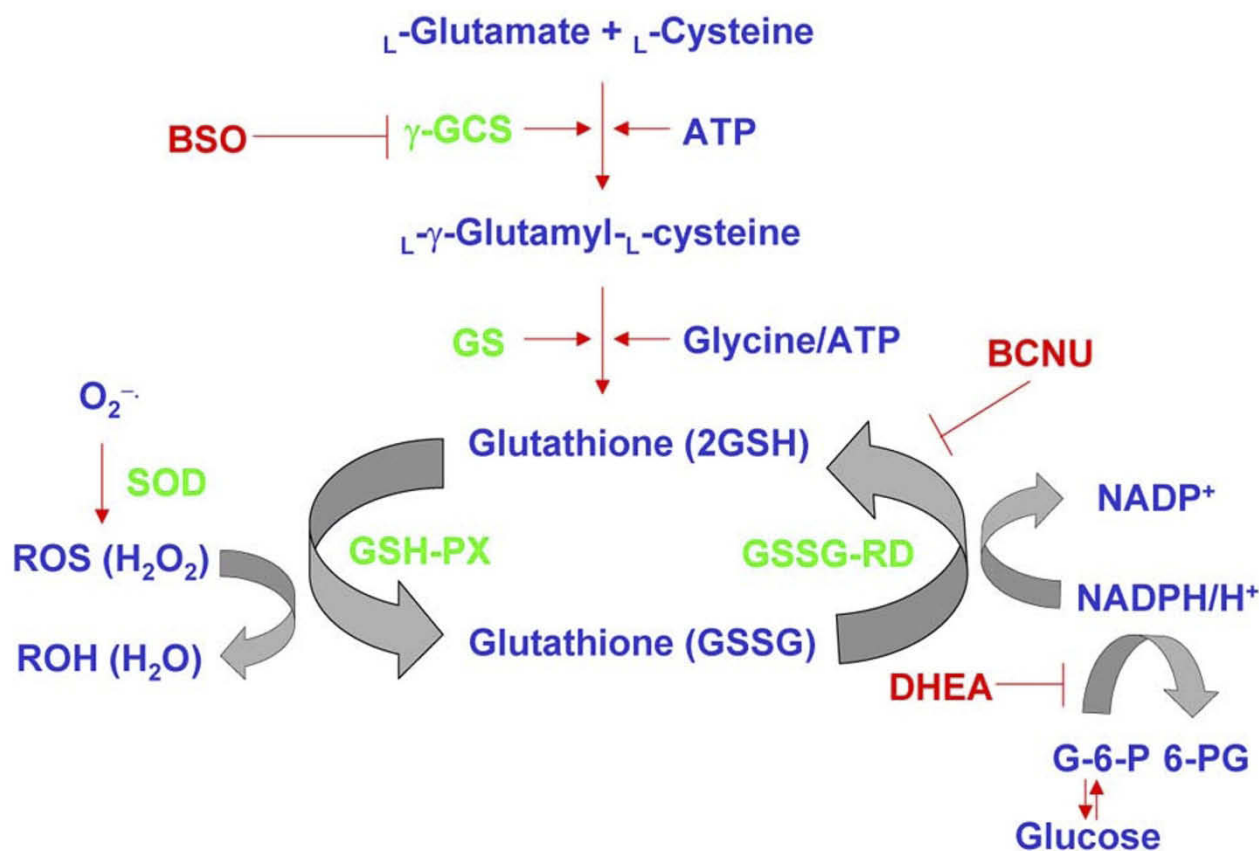 L-Glutamate + L-Cysteine
BSO
γ-GCS
ATP
L-γ-Glutamyl-L-cysteine
GS
Glycine/ATP
BCNU
O₂⁻·
Glutathione (2GSH)
SOD
NADP⁺
ROS (H₂O₂)
GSH-PX
GSSG-RD
NADPH/H⁺
ROH (H₂O)
Glutathione (GSSG)
DHEA
G-6-P 6-PG
Glucose